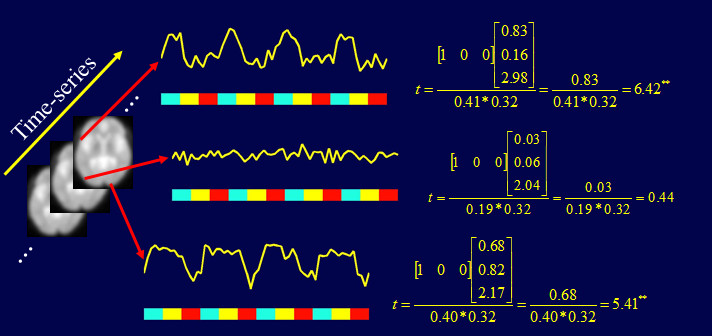 Time-series
...
t = [1 0 0] [0.83 0.16 2.98] / 0.41*0.32 = 0.83 / 0.41*0.32 = 6.42**
t = [1 0 0] [0.03 0.06 2.04] / 0.19*0.32 = 0.03 / 0.19*0.32 = 0.44
...
t = [1 0 0] [0.68 0.82 2.17] / 0.40*0.32 = 0.68 / 0.40*0.32 = 5.41**